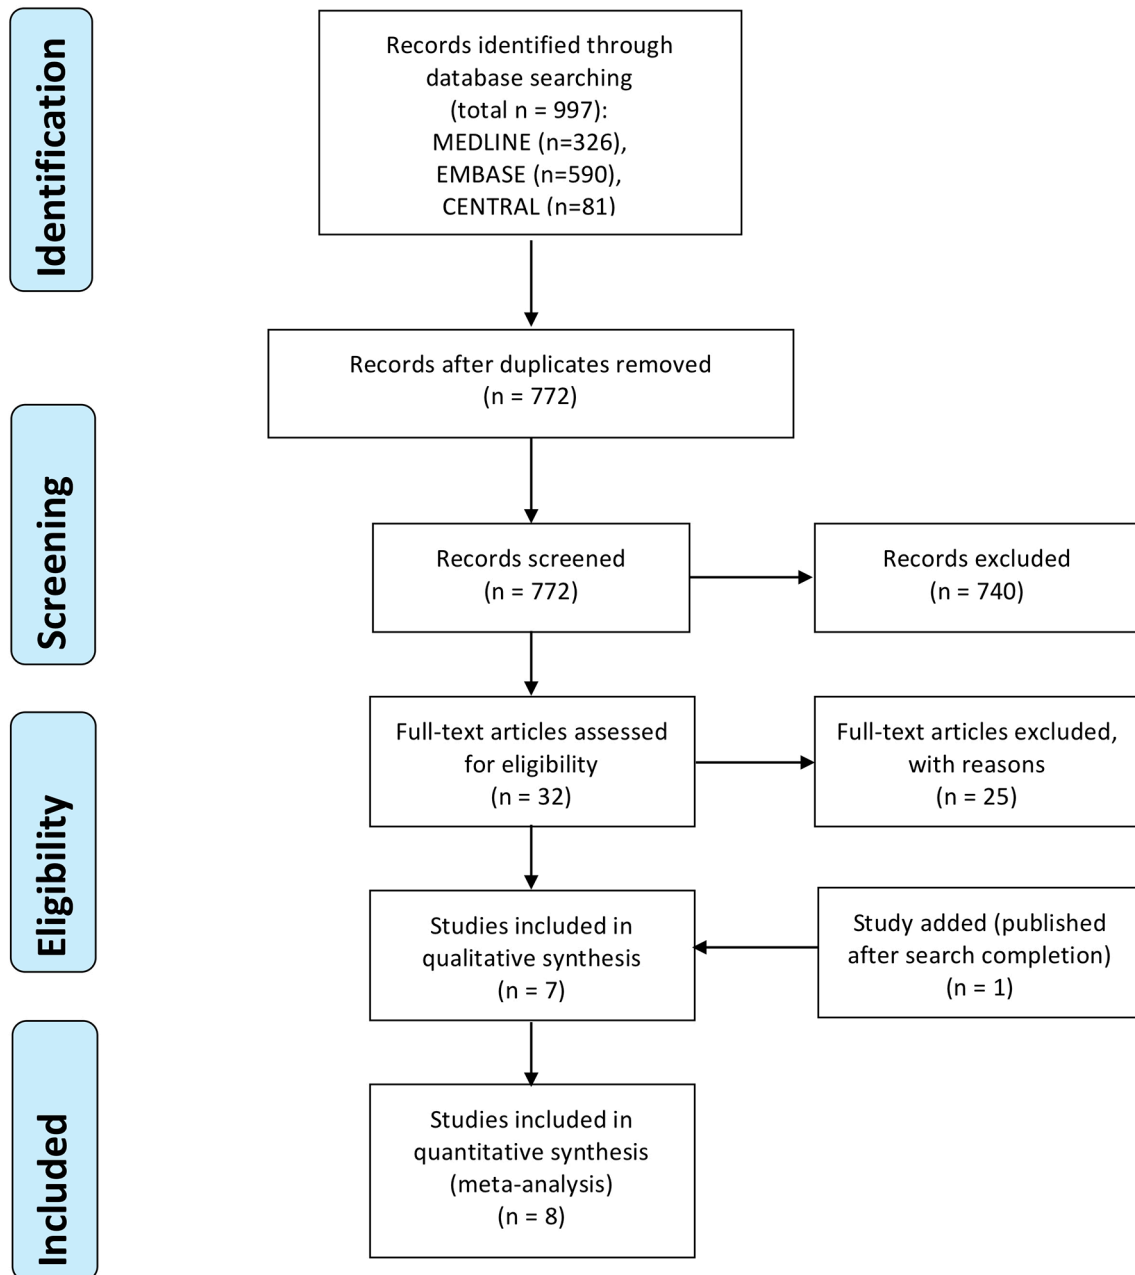 Identification
Records identified through
database searching
(total n = 997):
MEDLINE (n=326),
EMBASE (n=590),
CENTRAL (n=81)
Records after duplicates removed
(n = 772)
Screening
Records screened
(n = 772)
Records excluded
(n = 740)
Eligibility
Full-text articles assessed
for eligibility
(n = 32)
Full-text articles excluded,
with reasons
(n = 25)
Studies included in
qualitative synthesis
(n = 7)
Study added (published
after search completion)
(n = 1)
Included
Studies included in
quantitative synthesis
(meta-analysis)
(n = 8)